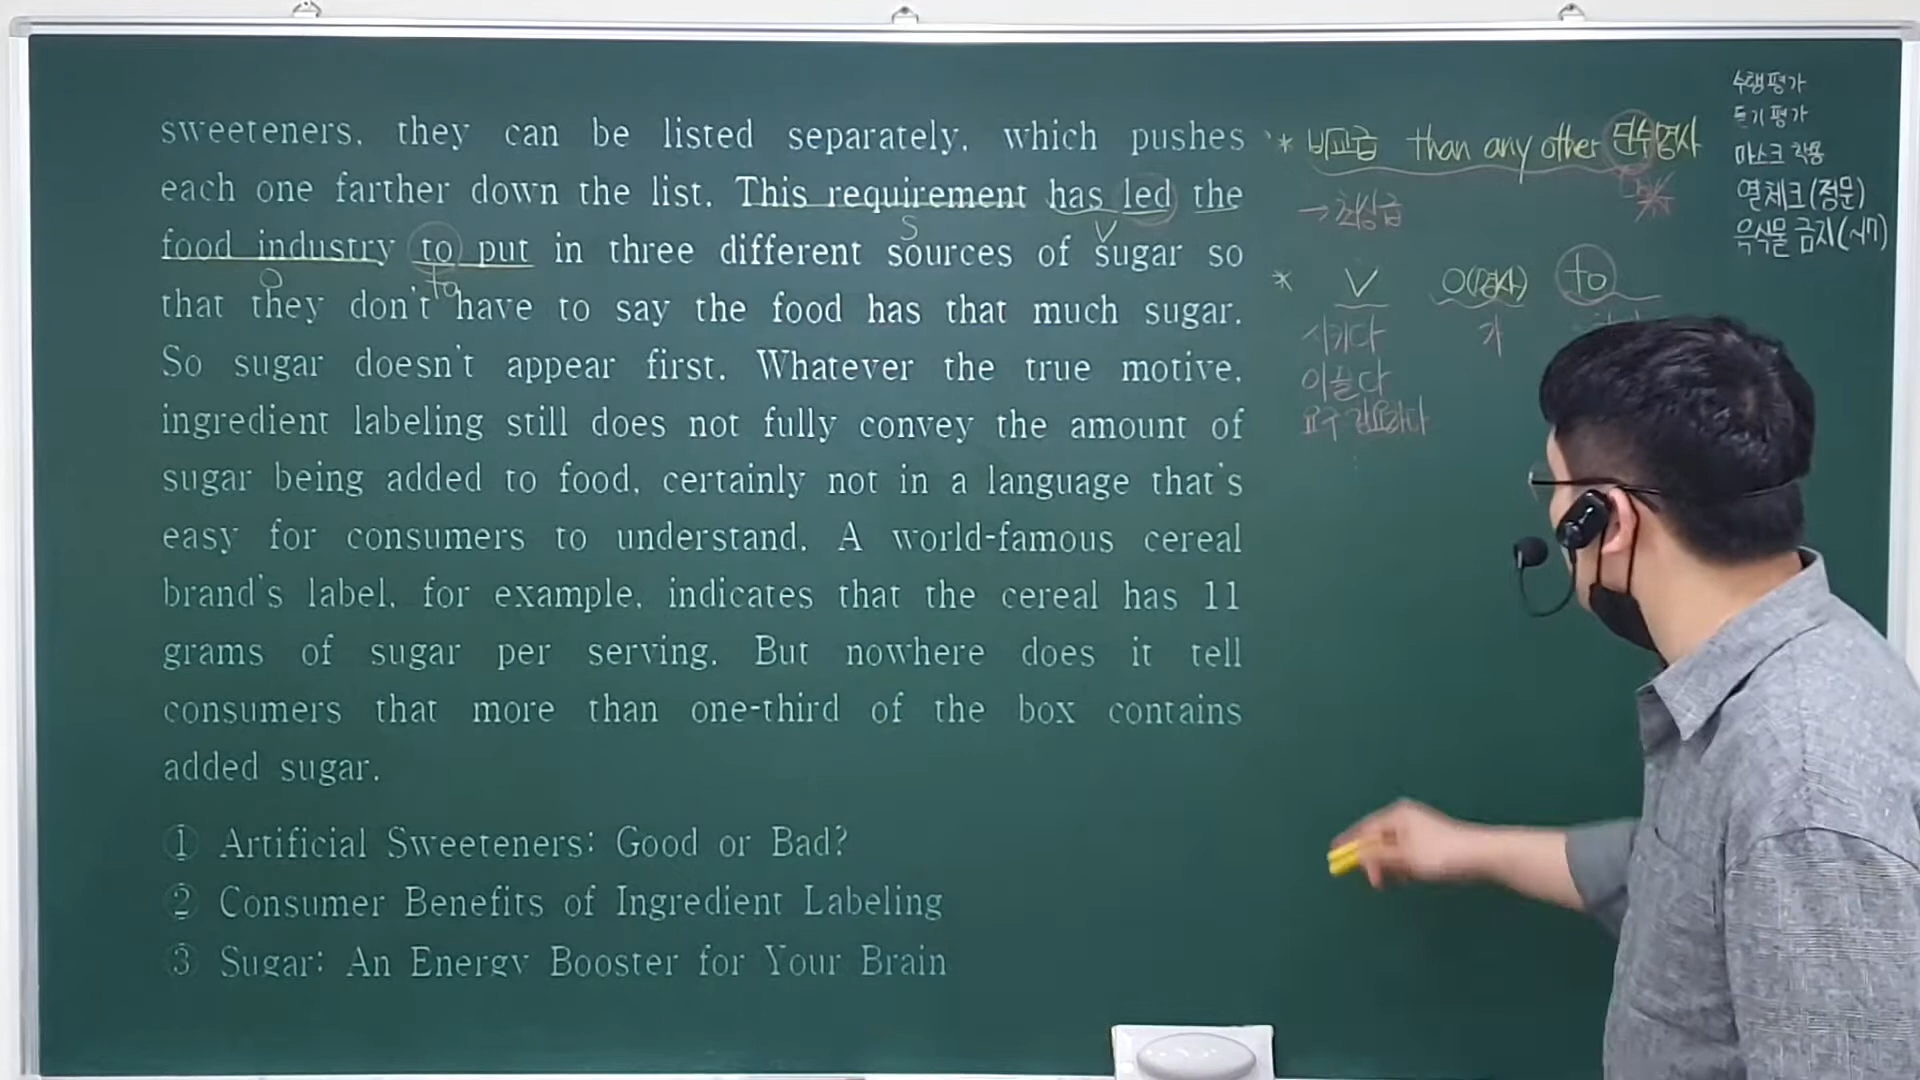 sweeteners, they can be listed separately, which pushes
each one farther down the list. This requirement has led the
S V
food industry to put in three different sources of sugar so
O to
that they don't have to say the food has that much sugar.
So sugar doesn't appear first. Whatever the true motive,
ingredient labeling still does not fully convey the amount of
sugar being added to food, certainly not in a language that's
easy for consumers to understand. A world-famous cereal
brand's label, for example, indicates that the cereal has 11
grams of sugar per serving. But nowhere does it tell
consumers that more than one-third of the box contains
added sugar.
① Artificial Sweeteners: Good or Bad?
② Consumer Benefits of Ingredient Labeling
③ Sugar: An Energy Booster for Your Brain
* 비교급 than any other 단수명사
→ 최상급
* V O(명사) to
시키다 가
이끌다
요구 강요하다
수행평가
듣기평가
마스크 착용
열체크(정문)
음식물 금지(시기)